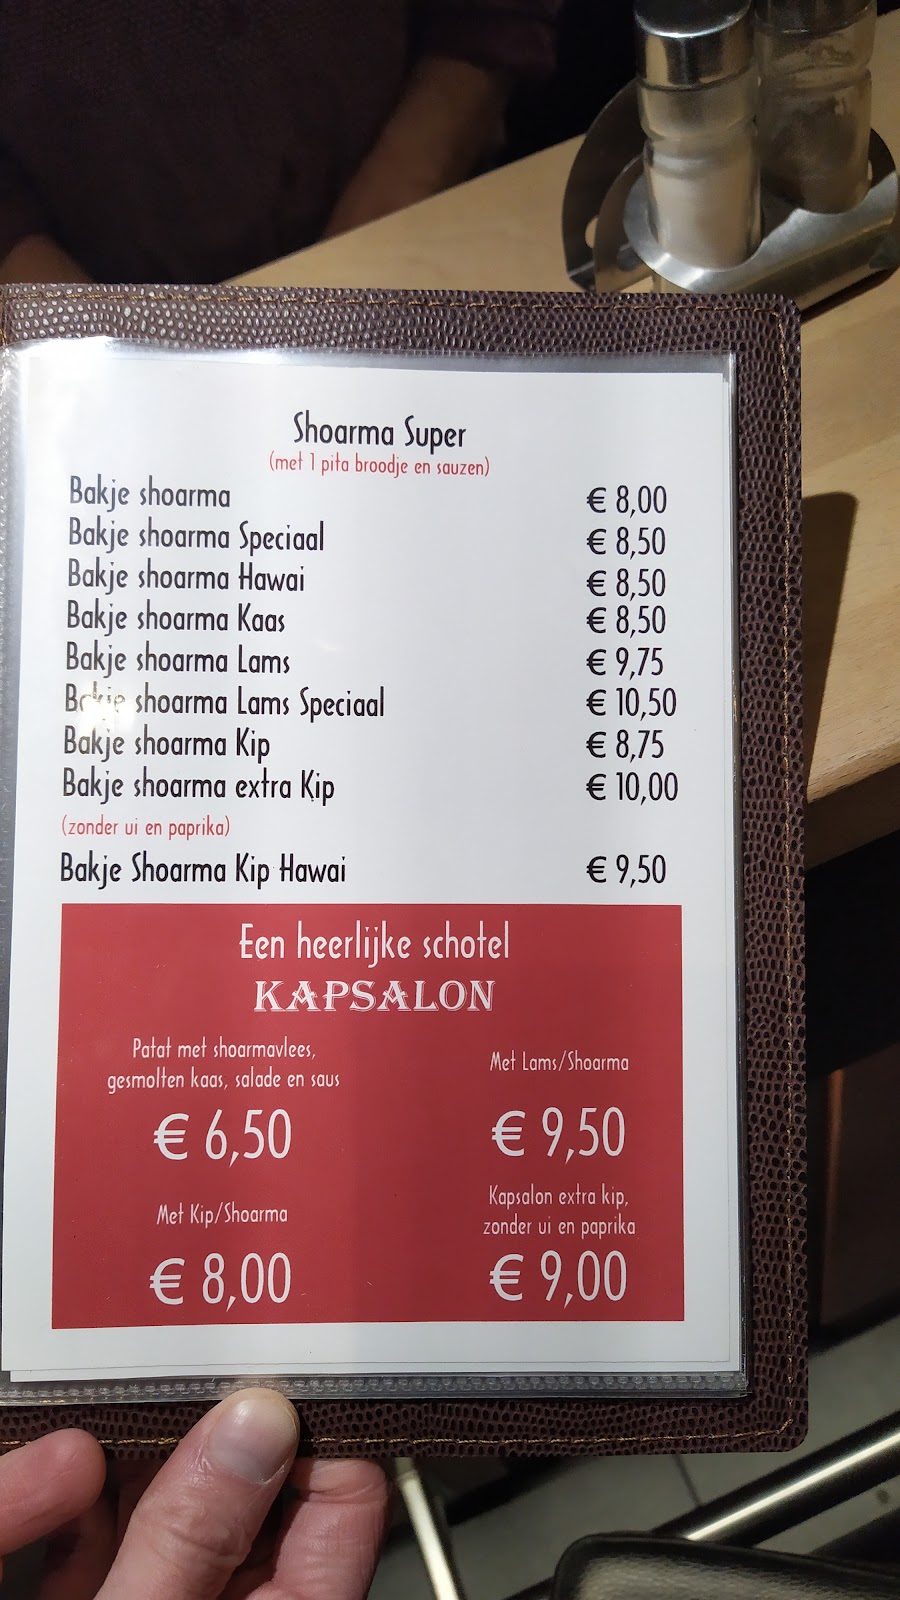 Shoarma Super
(met 1 pita broodje en sauzen)
Bakje shoarma € 8,00
Bakje shoarma Speciaal € 8,50
Bakje shoarma Hawai € 8,50
Bakje shoarma Kaas € 8,50
Bakje shoarma Lams € 9,75
Bakje shoarma Lams Speciaal € 10,50
Bakje shoarma Kip € 8,75
Bakje shoarma extra Kip € 10,00
(zonder ui en paprika)
Bakje Shoarma Kip Hawai € 9,50
Een heerlijke schotel
KAPSALON
Patat met shoarmavlees,
gesmolten kaas, salade en saus
€ 6,50
Met Lams/Shoarma
€ 9,50
Met Kip/Shoarma
€ 8,00
Kapsalon extra kip,
zonder ui en paprika
€ 9,00